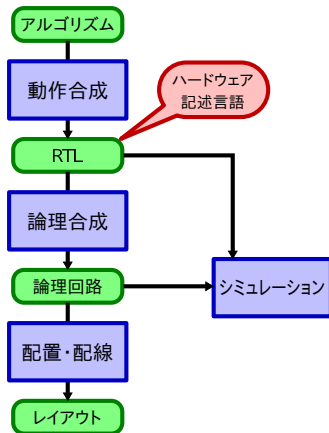 アルゴリズム
動作合成
ハードウェア
記述言語
RTL
論理合成
論理回路
シミュレーション
配置・配線
レイアウト